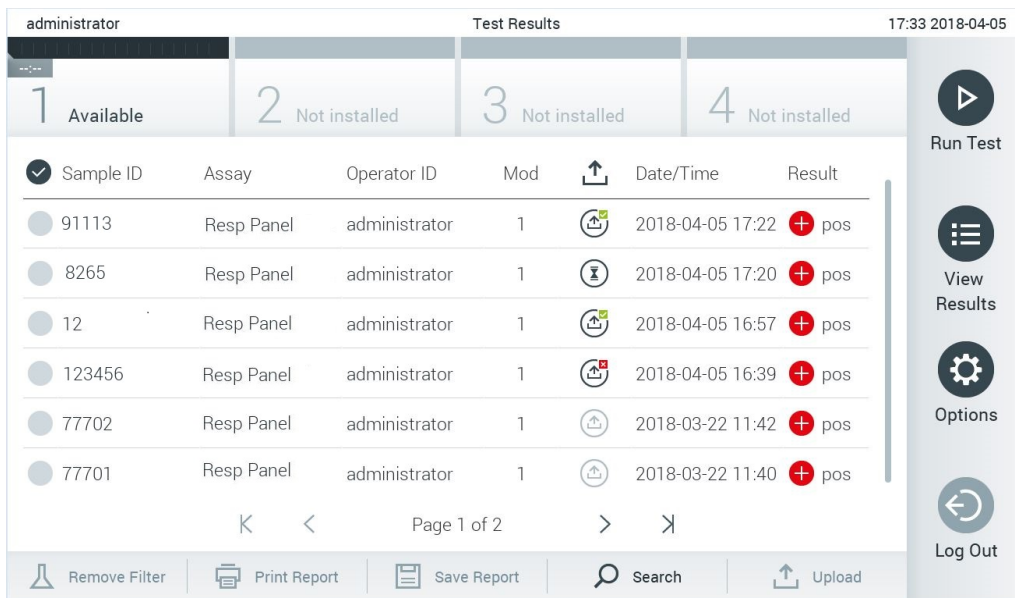 administrator Test Results 17:33 2018-04-05
--:--
1 Available 2 Not installed 3 Not installed 4 Not installed
Run Test
Sample ID Assay Operator ID Mod Date/Time Result
91113 Resp Panel administrator 1 2018-04-05 17:22 pos
8265 Resp Panel administrator 1 2018-04-05 17:20 pos
12 Resp Panel administrator 1 2018-04-05 16:57 pos
123456 Resp Panel administrator 1 2018-04-05 16:39 pos
77702 Resp Panel administrator 1 2018-03-22 11:42 pos
77701 Resp Panel administrator 1 2018-03-22 11:40 pos
View
Results
Options
Page 1 of 2
Log Out
Remove Filter Print Report Save Report Search Upload